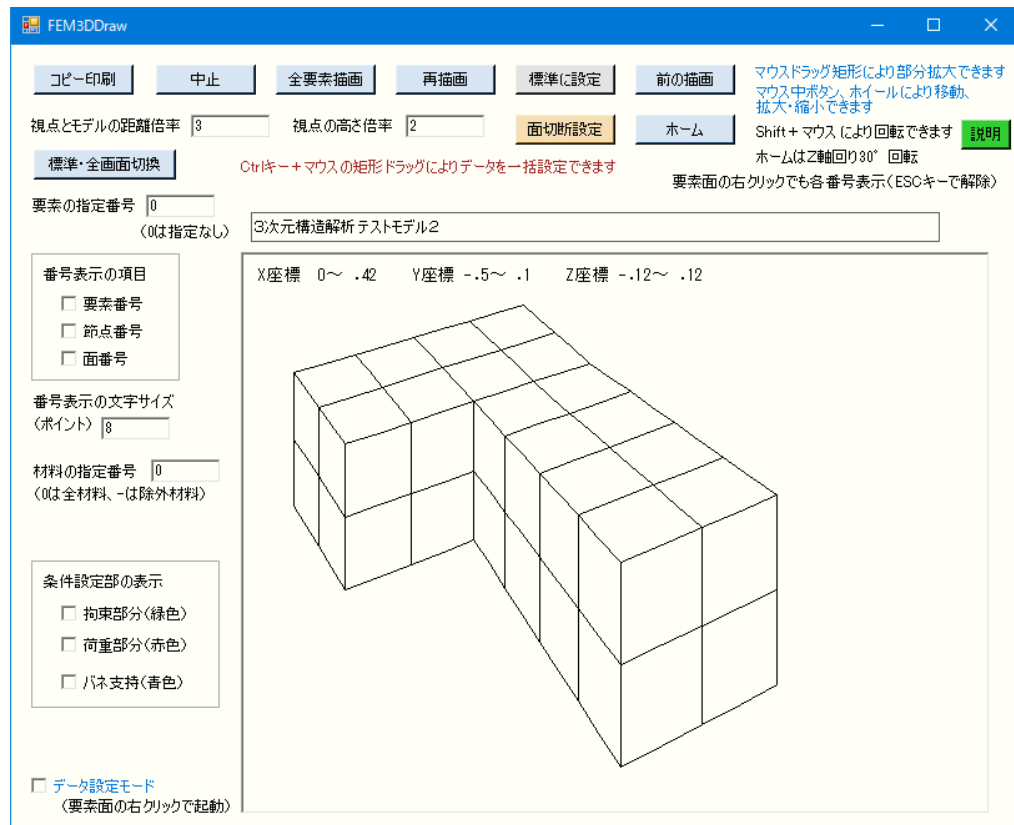 FEM3DDraw
コピー印刷 中止 全要素描画 再描画 標準に設定 前の描画
マウスドラッグ矩形により部分拡大できます
マウス中ボタン、ホイールにより移動、
拡大・縮小できます
視点とモデルの距離倍率 3 視点の高さ倍率 2 面切断設定 ホーム
Shift+マウスにより回転できます 説明
標準・全画面切換
Ctrlキー+マウスの矩形ドラッグによりデータを一括設定できます
ホームはZ軸回り30° 回転
要素面の右クリックでも各番号表示(ESCキーで解除)
要素の指定番号 0
(0は指定なし)
3次元構造解析 テストモデル2
番号表示の項目
要素番号
節点番号
面番号
X座標 0~ .42 Y座標 -.5~ .1 Z座標 -.12~ .12
番号表示の文字サイズ
(ポイント) 8
材料の指定番号 0
(0は全材料、-は除外材料)
条件設定部の表示
拘束部分(緑色)
荷重部分(赤色)
バネ支持(青色)
データ設定モード
(要素面の右クリックで起動)